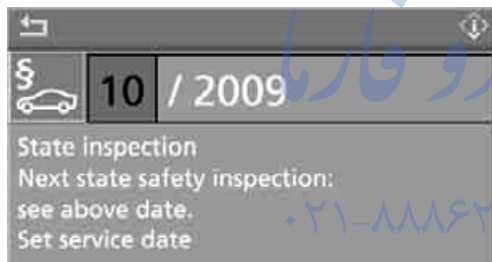 § 10 / 2009
State inspection
Next state safety inspection:
see above date.
Set service date